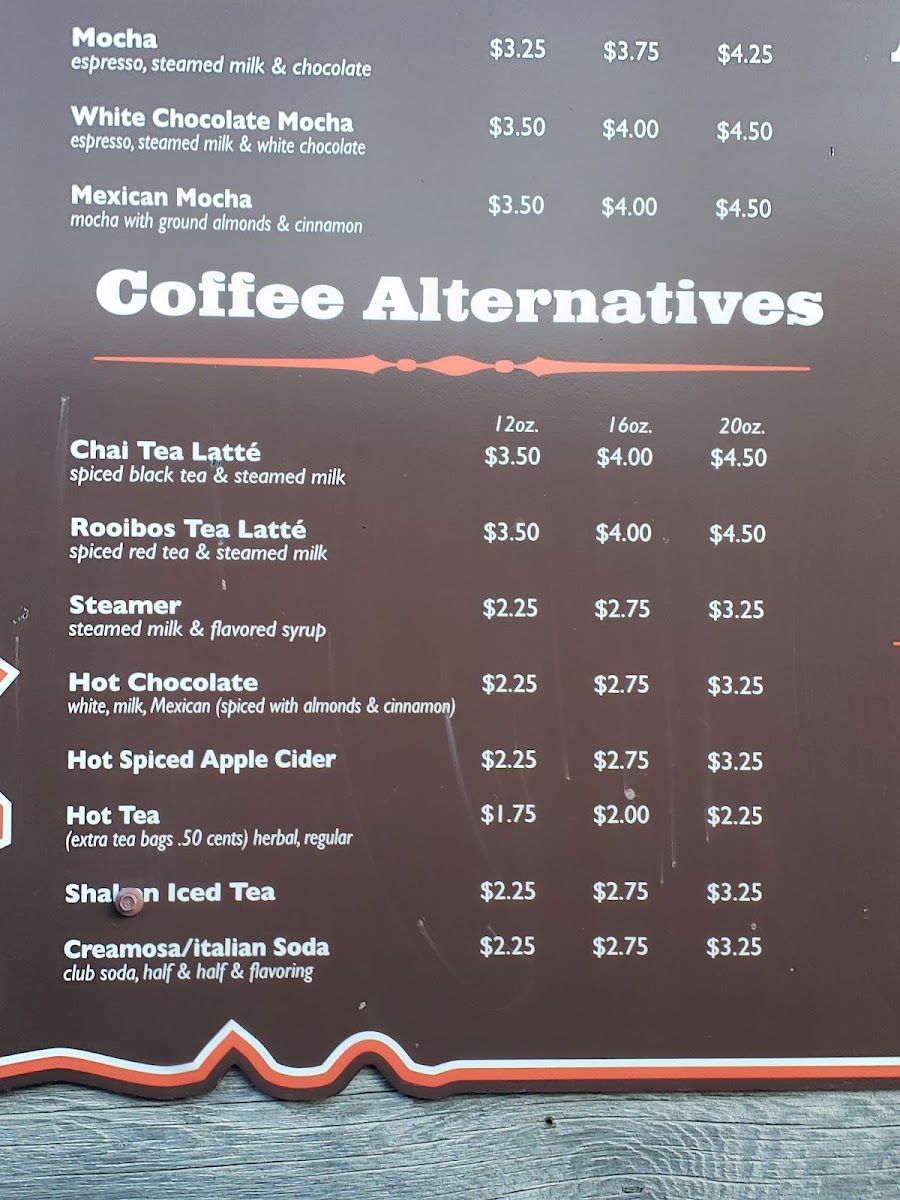 Mocha $3.25 $3.75 $4.25
espresso, steamed milk & chocolate
White Chocolate Mocha $3.50 $4.00 $4.50
espresso, steamed milk & white chocolate
Mexican Mocha $3.50 $4.00 $4.50
mocha with ground almonds & cinnamon
Coffee Alternatives
12oz. 16oz. 20oz.
Chai Tea Latté $3.50 $4.00 $4.50
spiced black tea & steamed milk
Rooibos Tea Latté $3.50 $4.00 $4.50
spiced red tea & steamed milk
Steamer $2.25 $2.75 $3.25
steamed milk & flavored syrup
Hot Chocolate $2.25 $2.75 $3.25
white, milk, Mexican (spiced with almonds & cinnamon)
Hot Spiced Apple Cider $2.25 $2.75 $3.25
Hot Tea $1.75 $2.00 $2.25
(extra tea bags .50 cents) herbal, regular
Shaken Iced Tea $2.25 $2.75 $3.25
Creamosa/italian Soda $2.25 $2.75 $3.25
club soda, half & half & flavoring